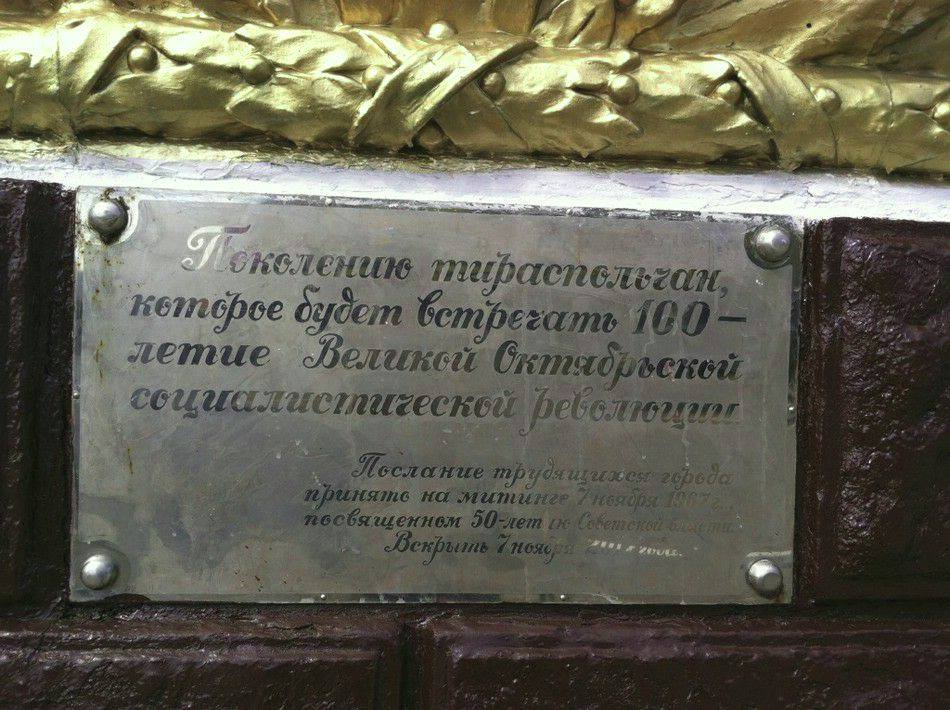 Поколению тираспольчан,
которое будет встречать 100 –
летие Великой Октябрьской
социалистической революции.
Послание трудящихся города
принято на митинге 7 ноября 1967 г.,
посвященном 50-летию Советской власти.
Вскрыть 7 ноября